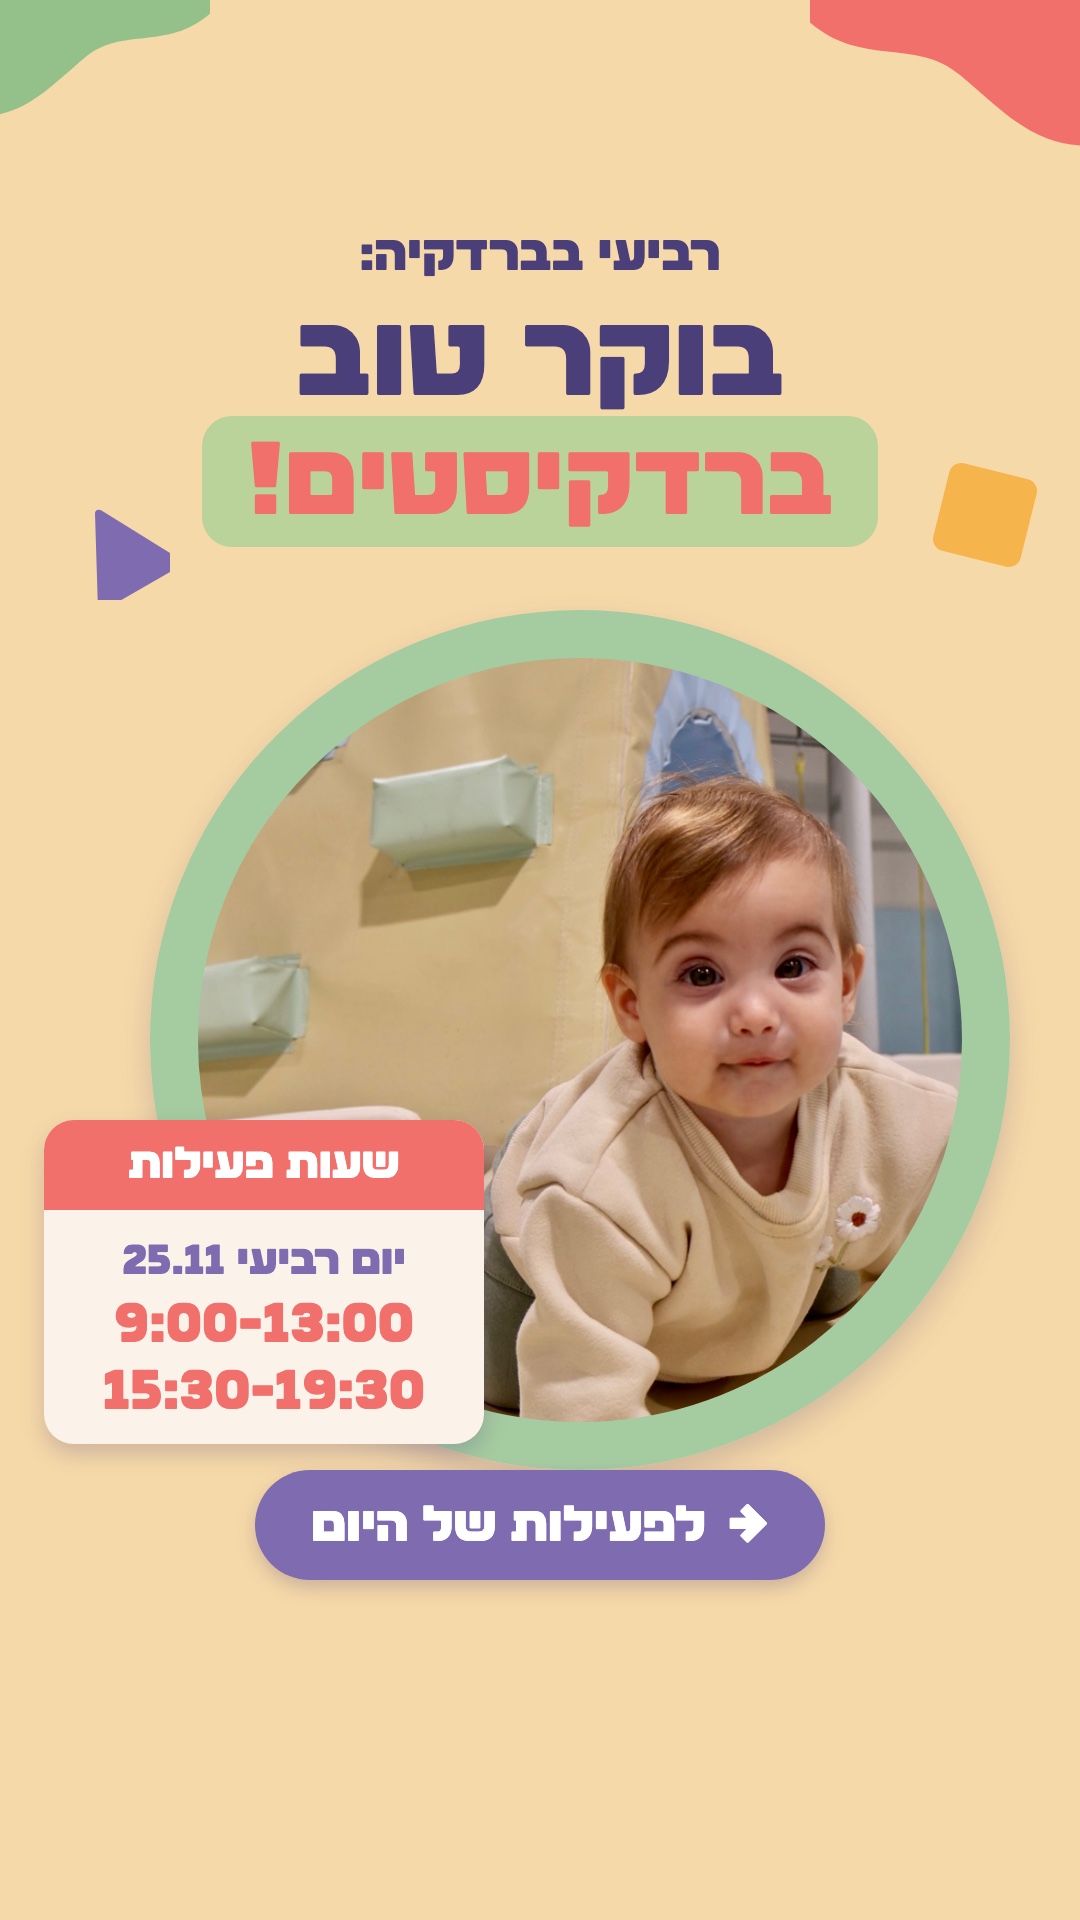 רביעי בברדקיה:
בוקר טוב
ברדקיסטים!
שעות פעילות
יום רביעי 25.11
9:00-13:00
15:30-19:30
לפעילות של היום